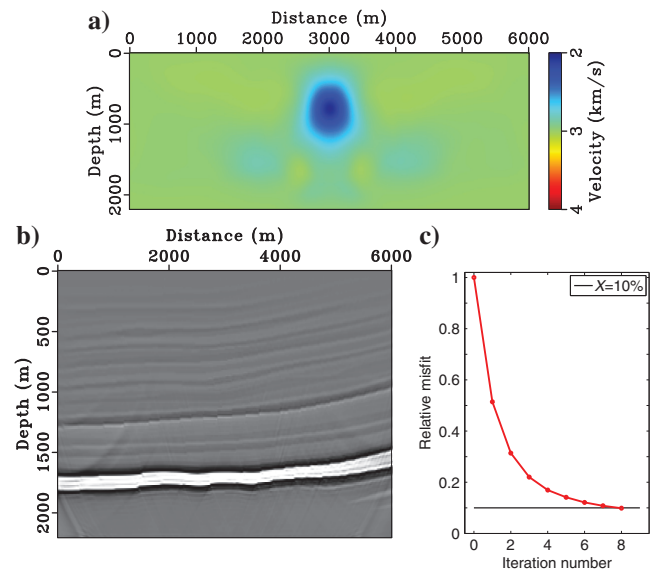 a)
Distance (m)
0 1000 2000 3000 4000 5000 6000
Depth (m)
0
1000
2000
2
3
4
Velocity (km/s)
b)
Distance (m)
0 2000 4000 6000
Depth (m)
0
500
1000
1500
2000
c)
X=10%
Relative misfit
1
0.8
0.6
0.4
0.2
0
0 2 4 6 8
Iteration number